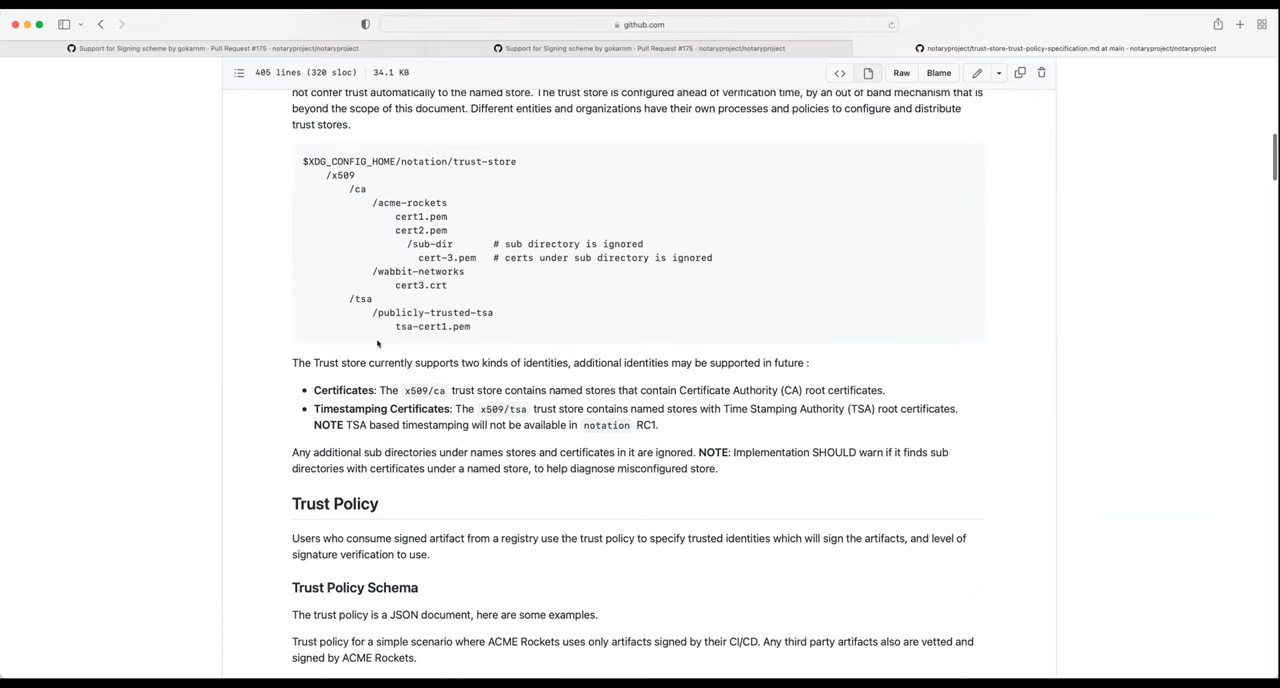 github.com
Support for Signing scheme by gokarnm · Pull Request #175 · notaryproject/notaryproject
Support for Signing scheme by gokarnm · Pull Request #175 · notaryproject/notaryproject
notaryproject/trust-store-trust-policy-specification.md at main · notaryproject/notaryproject
405 lines (320 sloc)
34.1 KB
Raw
Blame
not confer trust automatically to the named store. The trust store is configured ahead of verification time, by an out of band mechanism that is
beyond the scope of this document. Different entities and organizations have their own processes and policies to configure and distribute
trust stores.
$XDG_CONFIG_HOME/notation/trust-store
/x509
/ca
/acme-rockets
cert1.pem
cert2.pem
/sub-dir # sub directory is ignored
cert-3.pem # certs under sub directory is ignored
/wabbit-networks
cert3.crt
/tsa
/publicly-trusted-tsa
tsa-cert1.pem
The Trust store currently supports two kinds of identities, additional identities may be supported in future :
• Certificates: The x509/ca trust store contains named stores that contain Certificate Authority (CA) root certificates.
• Timestamping Certificates: The x509/tsa trust store contains named stores with Time Stamping Authority (TSA) root certificates.
NOTE TSA based timestamping will not be available in notation RC1.
Any additional sub directories under names stores and certificates in it are ignored. NOTE: Implementation SHOULD warn if it finds sub
directories with certificates under a named store, to help diagnose misconfigured store.
Trust Policy
Users who consume signed artifact from a registry use the trust policy to specify trusted identities which will sign the artifacts, and level of
signature verification to use.
Trust Policy Schema
The trust policy is a JSON document, here are some examples.
Trust policy for a simple scenario where ACME Rockets uses only artifacts signed by their CI/CD. Any third party artifacts also are vetted and
signed by ACME Rockets.